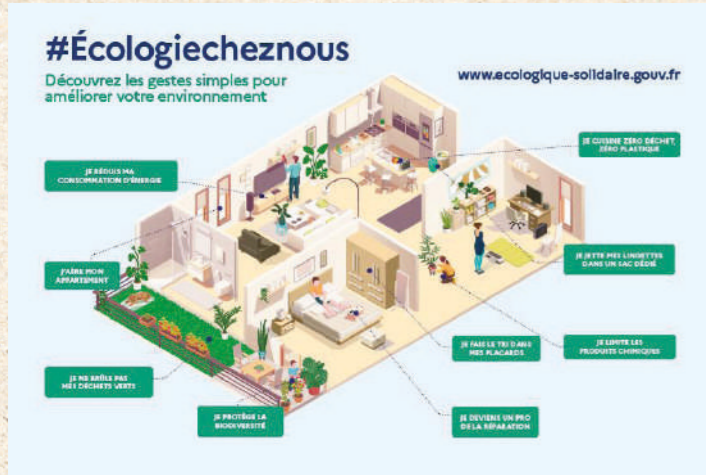 #Écologiecheznous
Découvrez les gestes simples pour
améliorer votre environnement
www.ecologique-solidaire.gouv.fr
JE CUISINE ZÉRO DÉCHET,
ZÉRO PLASTIQUE
JE RÉDUIS MA
CONSOMMATION D'ÉNERGIE
J'AÈRE MON
APPARTEMENT
JE JETTE MES LINGETTES
DANS UN SAC DÉDIÉ
JE FAIS LE TRI DANS
MES PLACARDS
JE LIMITE LES
PRODUITS CHIMIQUES
JE NE BRÛLE PAS
MES DÉCHETS VERTS
JE PROTÈGE LA
BIODIVERSITÉ
JE DEVIENS UN PRO
DE LA RÉPARATION